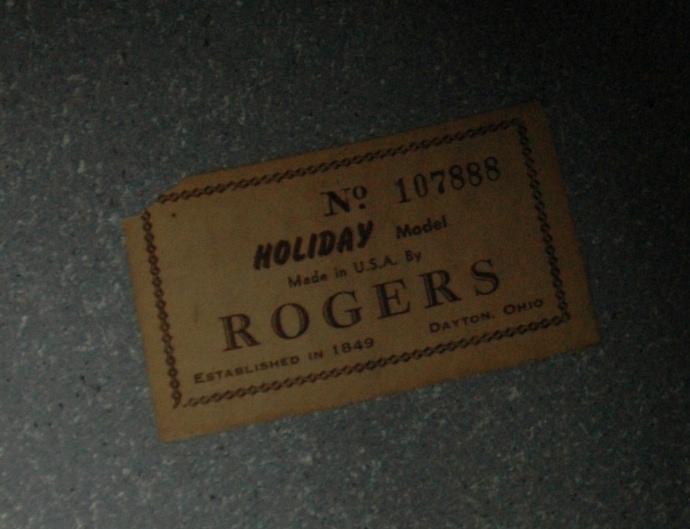 Nº 107888
HOLIDAY Model
Made in U.S.A. By
ROGERS
ESTABLISHED IN 1849 DAYTON, OHIO